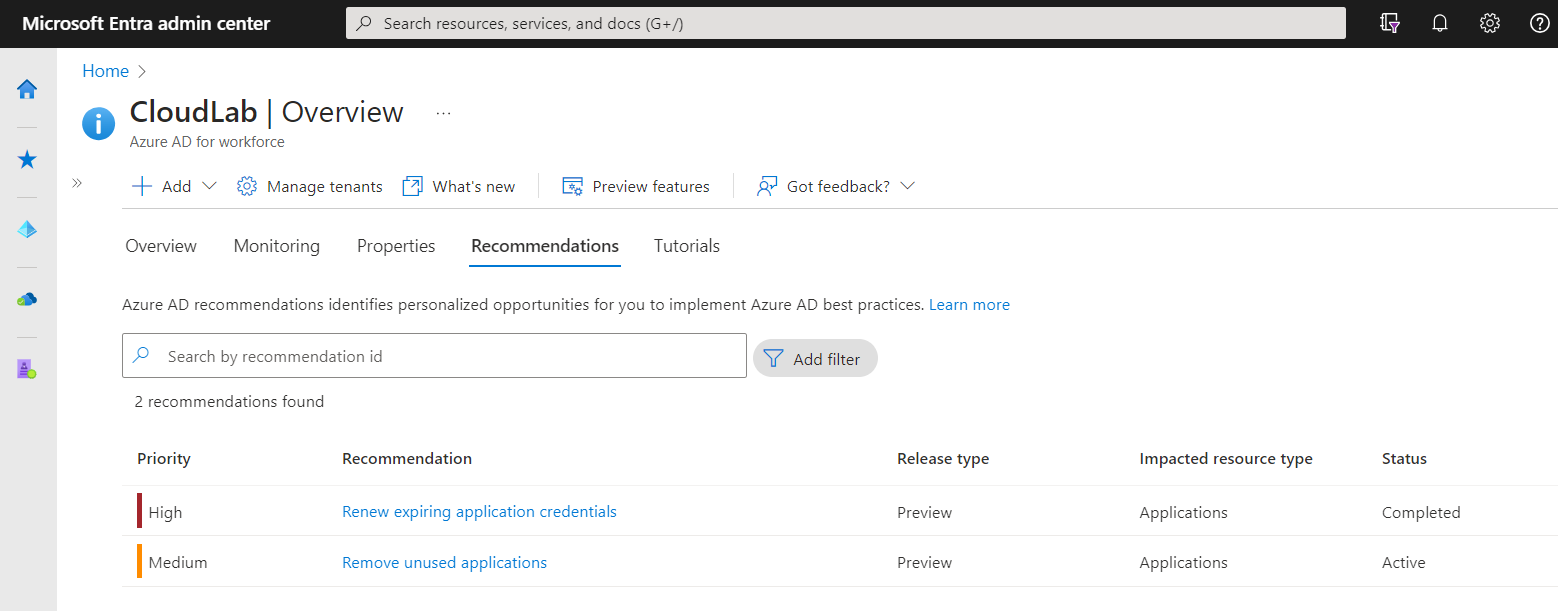 Microsoft Entra admin center
Search resources, services, and docs (G+/)
Home
CloudLab | Overview ...
Azure AD for workforce
Add Manage tenants What's new Preview features Got feedback?
Overview Monitoring Properties Recommendations Tutorials
Azure AD recommendations identifies personalized opportunities for you to implement Azure AD best practices. Learn more
Search by recommendation id Add filter
2 recommendations found
Priority Recommendation Release type Impacted resource type Status
High Renew expiring application credentials Preview Applications Completed
Medium Remove unused applications Preview Applications Active